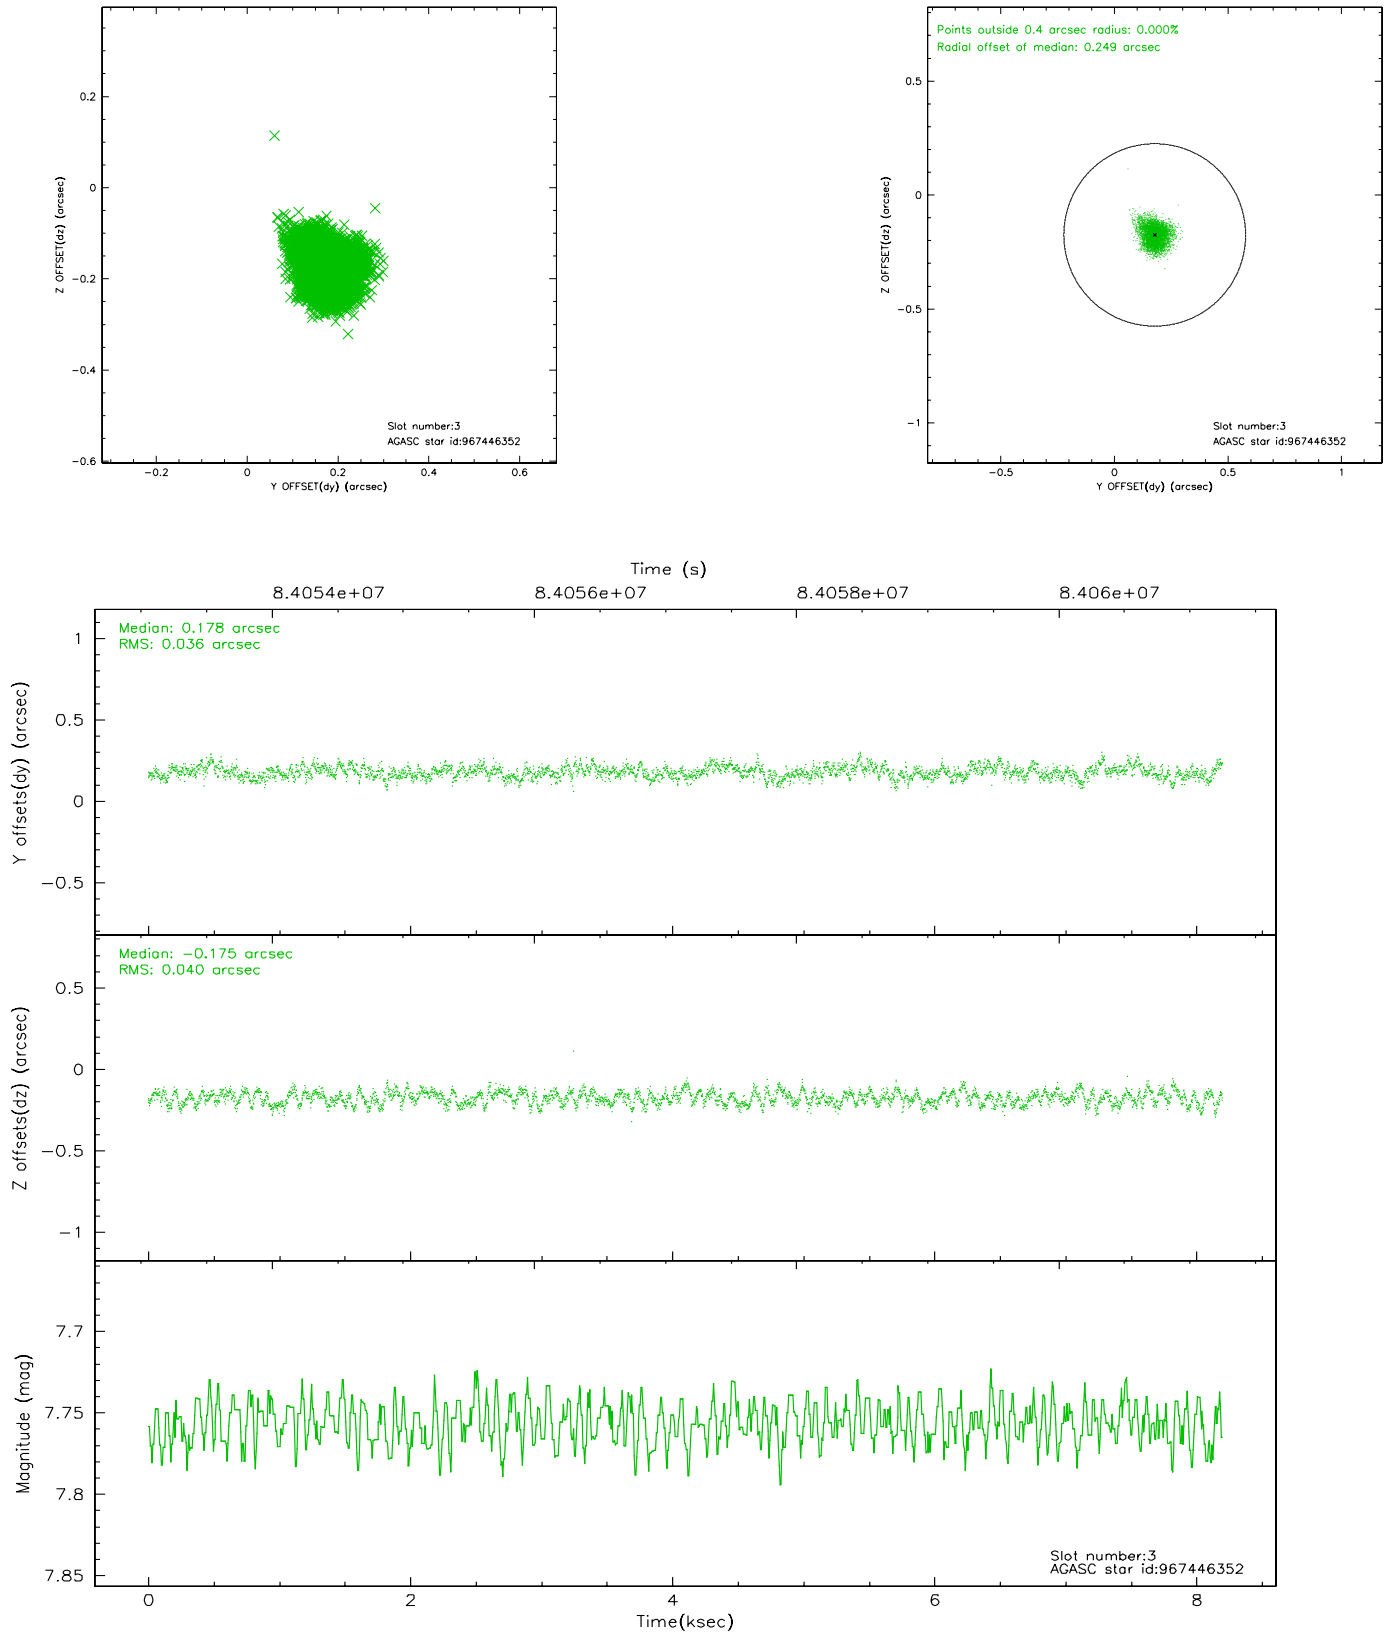 0.2
0
−0.2
−0.4
−0.6
Z OFFSET(dz) (arcsec)
Slot number:3
AGASC star id:967446352
−0.2 0 0.2 0.4 0.6
Y OFFSET(dy) (arcsec)
Points outside 0.4 arcsec radius: 0.000%
Radial offset of median: 0.249 arcsec
0.5
0
−0.5
−1
Z OFFSET(dz) (arcsec)
Slot number:3
AGASC star id:967446352
−0.5 0 0.5 1
Y OFFSET(dy) (arcsec)
Time (s)
8.4054e+07 8.4056e+07 8.4058e+07 8.406e+07
Median: 0.178 arcsec
RMS: 0.036 arcsec
1
0.5
0
−0.5
Y offsets(dy) (arcsec)
Median: −0.175 arcsec
RMS: 0.040 arcsec
0.5
0
−0.5
−1
Z offsets(dz) (arcsec)
7.7
7.75
7.8
7.85
Magnitude (mag)
Slot number:3
AGASC star id:967446352
0 2 4 6 8
Time(ksec)